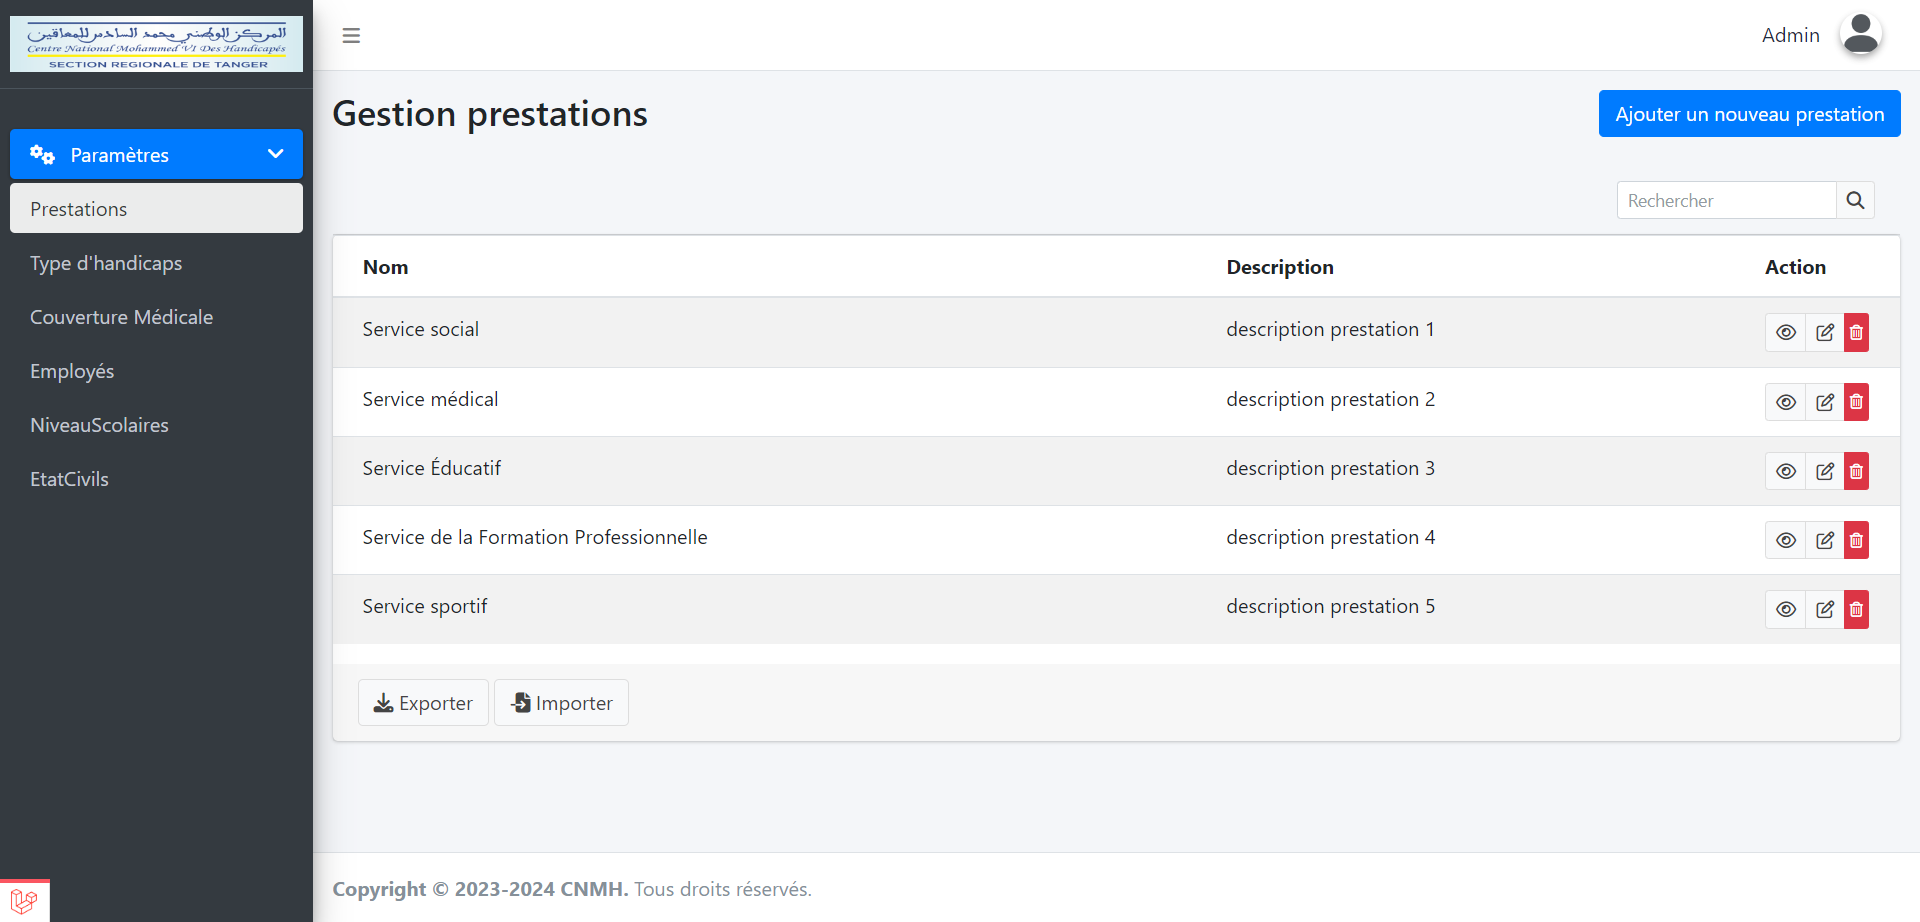 المركز الوطني محمد السادس للمعاقين
Centre National Mohammed VI Des Handicapés
SECTION REGIONALE DE TANGER
Admin
Paramètres
Prestations
Type d'handicaps
Couverture Médicale
Employés
NiveauScolaires
EtatCivils
Gestion prestations
Ajouter un nouveau prestation
Rechercher
Nom Description Action
Service social description prestation 1
Service médical description prestation 2
Service Éducatif description prestation 3
Service de la Formation Professionnelle description prestation 4
Service sportif description prestation 5
Exporter Importer
Copyright © 2023-2024 CNMH. Tous droits réservés.